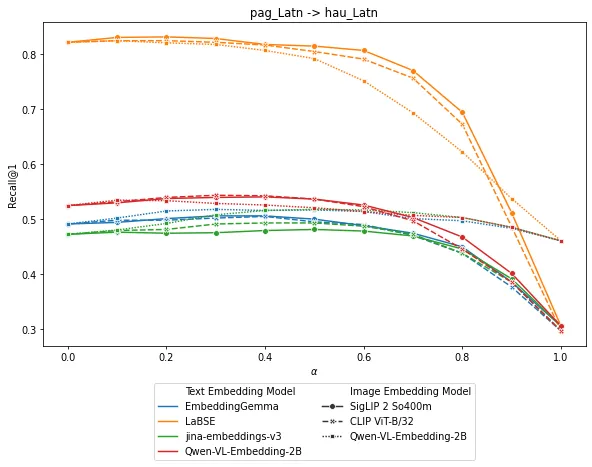 pag_Latn -> hau_Latn
Recall@1
0.8
0.7
0.6
0.5
0.4
0.3
0.0 0.2 0.4 0.6 0.8 1.0
α
Text Embedding Model Image Embedding Model
EmbeddingGemma SigLIP 2 So400m
LaBSE CLIP ViT-B/32
jina-embeddings-v3 Qwen-VL-Embedding-2B
Qwen-VL-Embedding-2B